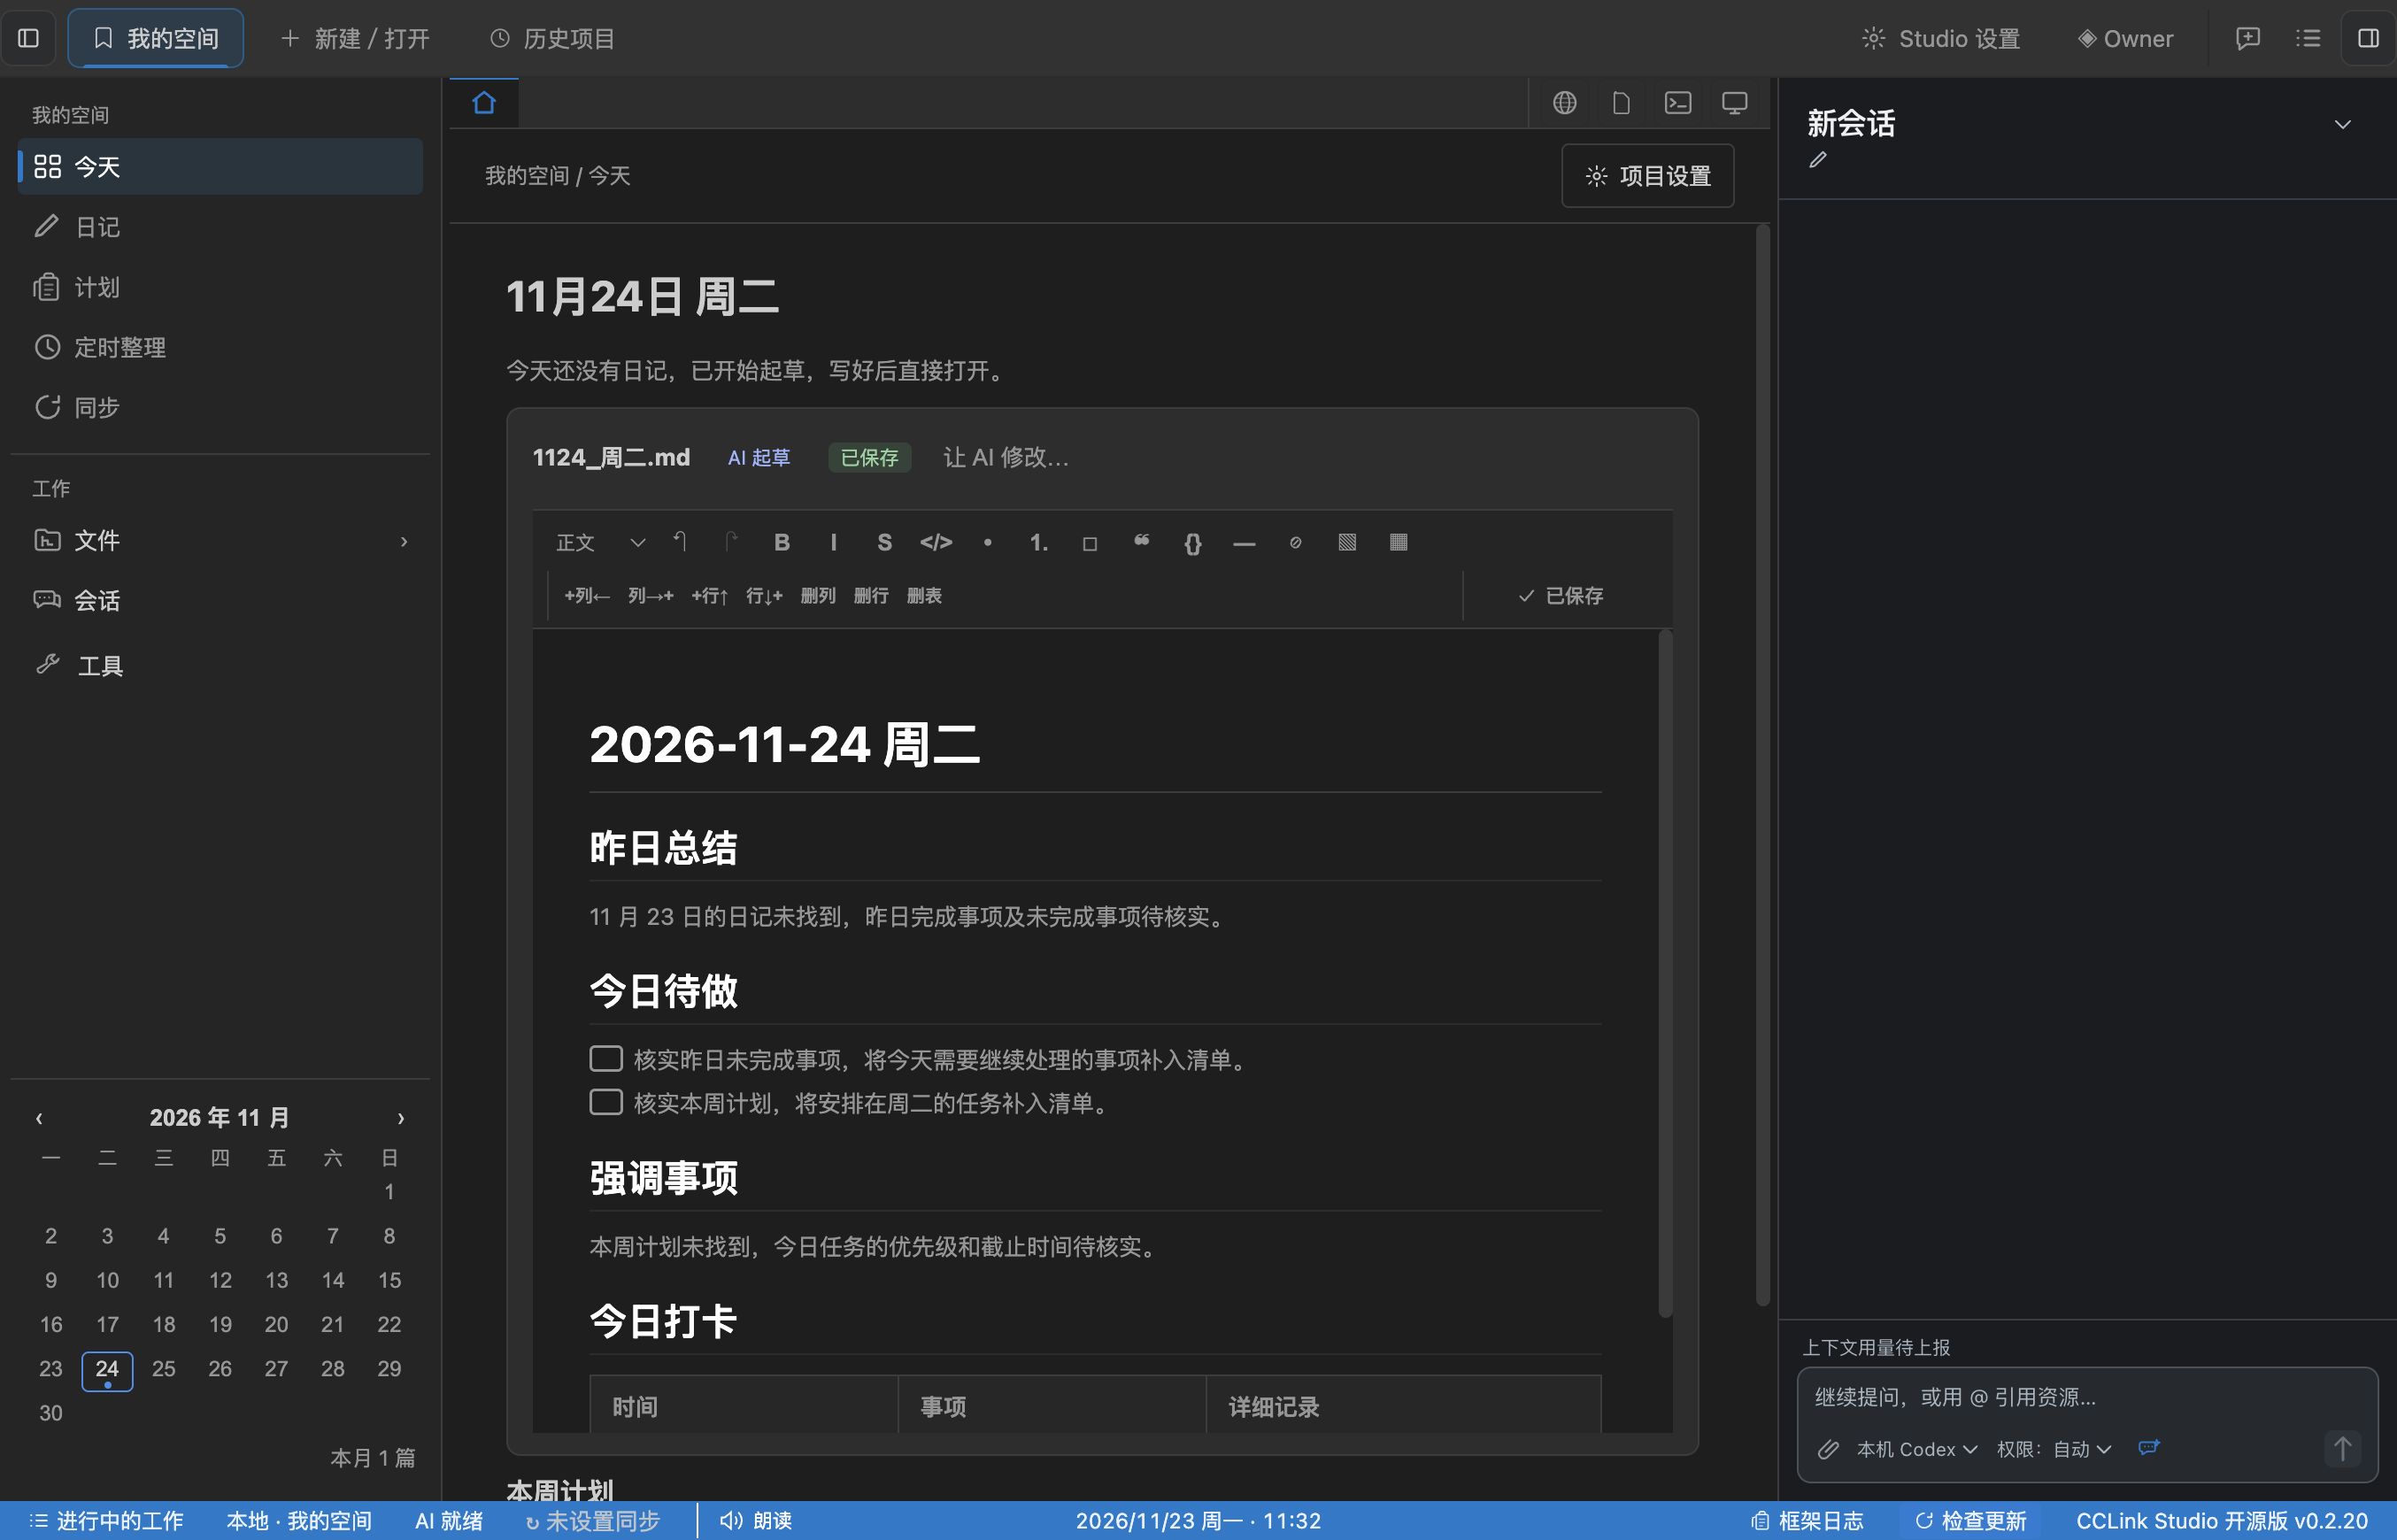 我的空间
新建 / 打开
历史项目
Studio 设置
Owner
我的空间
今天
日记
计划
定时整理
同步
工作
文件
会话
工具
2026 年 11 月
一 二 三 四 五 六 日
1
2 3 4 5 6 7 8
9 10 11 12 13 14 15
16 17 18 19 20 21 22
23 24 25 26 27 28 29
30
本月 1 篇
我的空间 / 今天
项目设置
11月24日 周二
今天还没有日记，已开始起草，写好后直接打开。
1124_周二.md AI 起草 已保存 让 AI 修改…
正文 B I S </> • 1. ❝ {} —
+列← 列→+ +行↑ 行↓+ 删列 删行 删表 已保存
2026-11-24 周二
昨日总结
11 月 23 日的日记未找到，昨日完成事项及未完成事项待核实。
今日待做
核实昨日未完成事项，将今天需要继续处理的事项补入清单。
核实本周计划，将安排在周二的任务补入清单。
强调事项
本周计划未找到，今日任务的优先级和截止时间待核实。
今日打卡
时间 事项 详细记录
本周计划
新会话
上下文用量待上报
继续提问，或用 @ 引用资源...
本机 Codex 权限：自动
进行中的工作 本地 · 我的空间 AI 就绪 未设置同步 朗读 2026/11/23 周一 · 11:32 框架日志 检查更新 CCLink Studio 开源版 v0.2.20